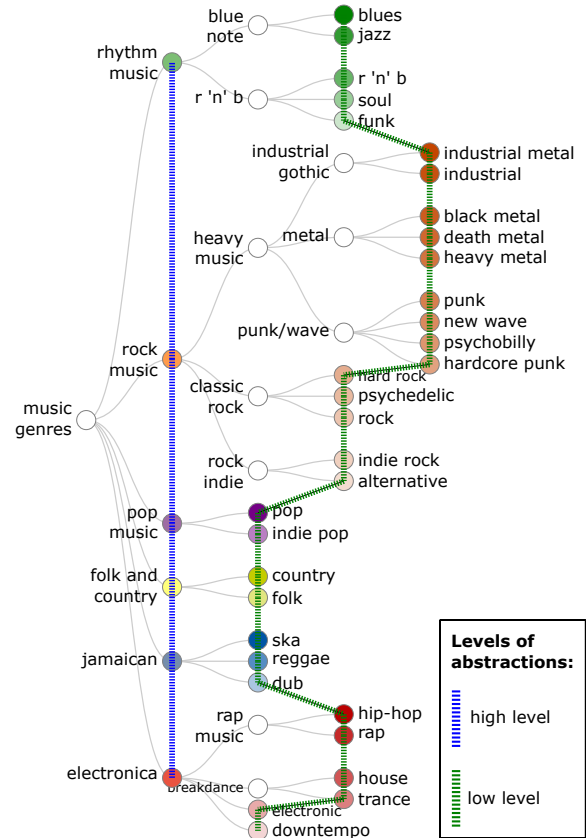 blue
note
blues
jazz
rhythm
music
r 'n' b
r 'n' b
soul
funk
industrial
gothic
industrial metal
industrial
heavy
music
metal
black metal
death metal
heavy metal
punk/wave
punk
new wave
psychobilly
hardcore punk
rock
music
classic
rock
hard rock
psychedelic
rock
music
genres
rock
indie
indie rock
alternative
pop
music
pop
indie pop
folk and
country
country
folk
jamaican
ska
reggae
dub
rap
music
hip-hop
rap
electronica
breakdance
house
trance
electronic
downtempo
Levels of
abstractions:
high level
low level